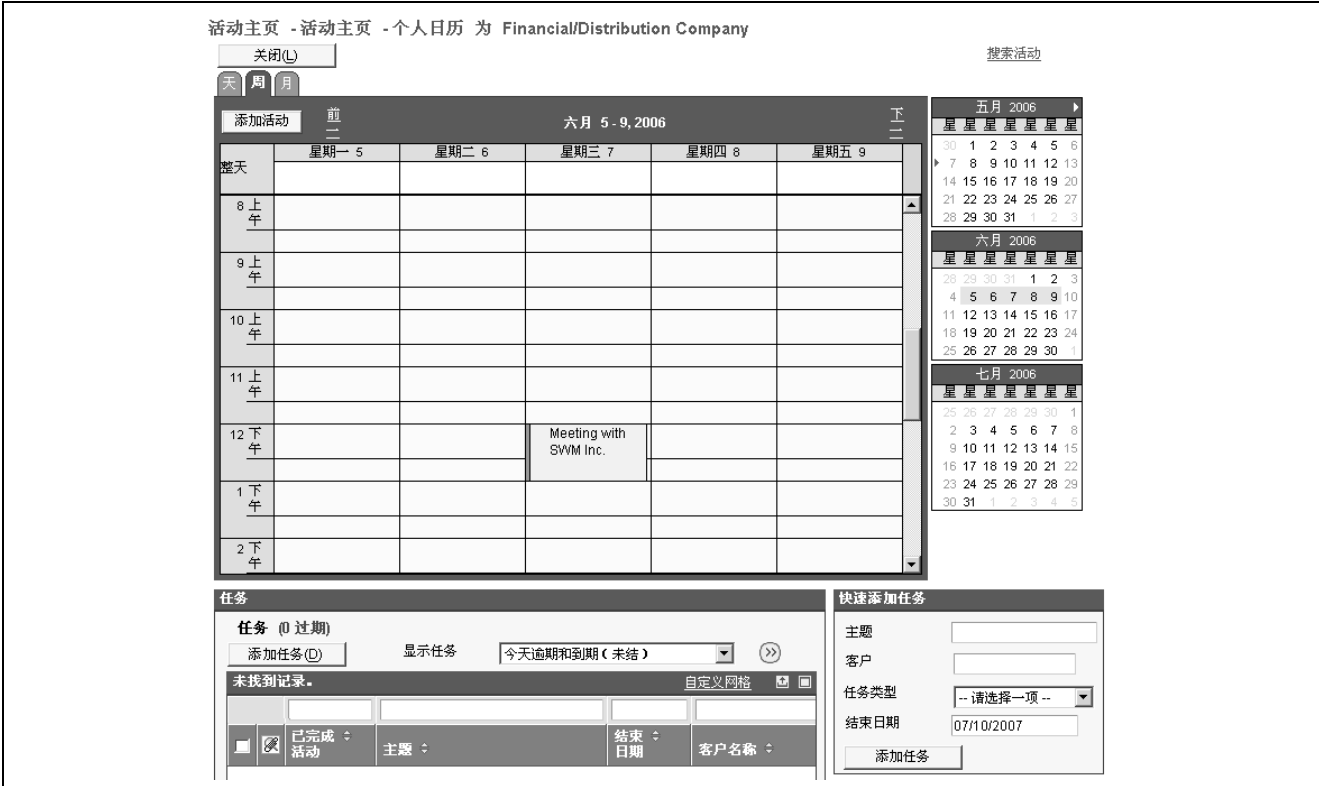 活动主页 - 活动主页 - 个人日历 为 Financial/Distribution Company
关闭(L)
搜索活动
天 周 月
添加活动 前一 六月 5 - 9, 2006 下一
整天 星期一 5 星期二 6 星期三 7 星期四 8 星期五 9
8 上午
9 上午
10 上午
11 上午
12 下午 Meeting with SWM Inc.
1 下午
2 下午
五月 2006
星 星 星 星 星 星 星
30 1 2 3 4 5 6
7 8 9 10 11 12 13
14 15 16 17 18 19 20
21 22 23 24 25 26 27
28 29 30 31 1 2 3
六月 2006
星 星 星 星 星 星 星
28 29 30 31 1 2 3
4 5 6 7 8 9 10
11 12 13 14 15 16 17
18 19 20 21 22 23 24
25 26 27 28 29 30 1
七月 2006
星 星 星 星 星 星 星
25 26 27 28 29 30 1
2 3 4 5 6 7 8
9 10 11 12 13 14 15
16 17 18 19 20 21 22
23 24 25 26 27 28 29
30 31 1 2 3 4 5
任务
任务 (0 过期)
添加任务(D) 显示任务 今天逾期和到期 ( 未结 )
未找到记录。 自定义网格
已完成活动 主题 结束日期 客户名称
快速添加任务
主题
客户
任务类型 -- 请选择一项 --
结束日期 07/10/2007
添加任务